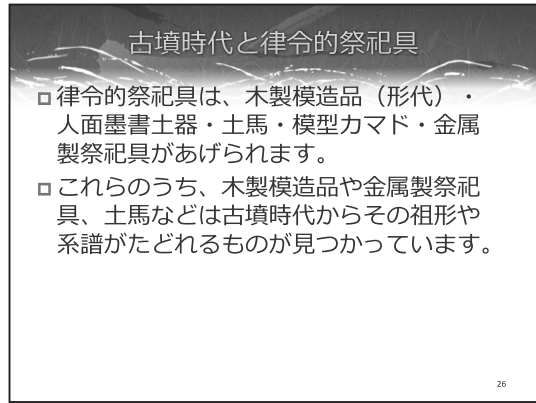 古墳時代と律令的祭祀具
律令的祭祀具は、木製模造品（形代）・
人面墨書土器・土馬・模型カマド・金属
製祭祀具があげられます。
これらのうち、木製模造品や金属製祭祀
具、土馬などは古墳時代からその祖形や
系譜がたどれるものが見つかっています。
26